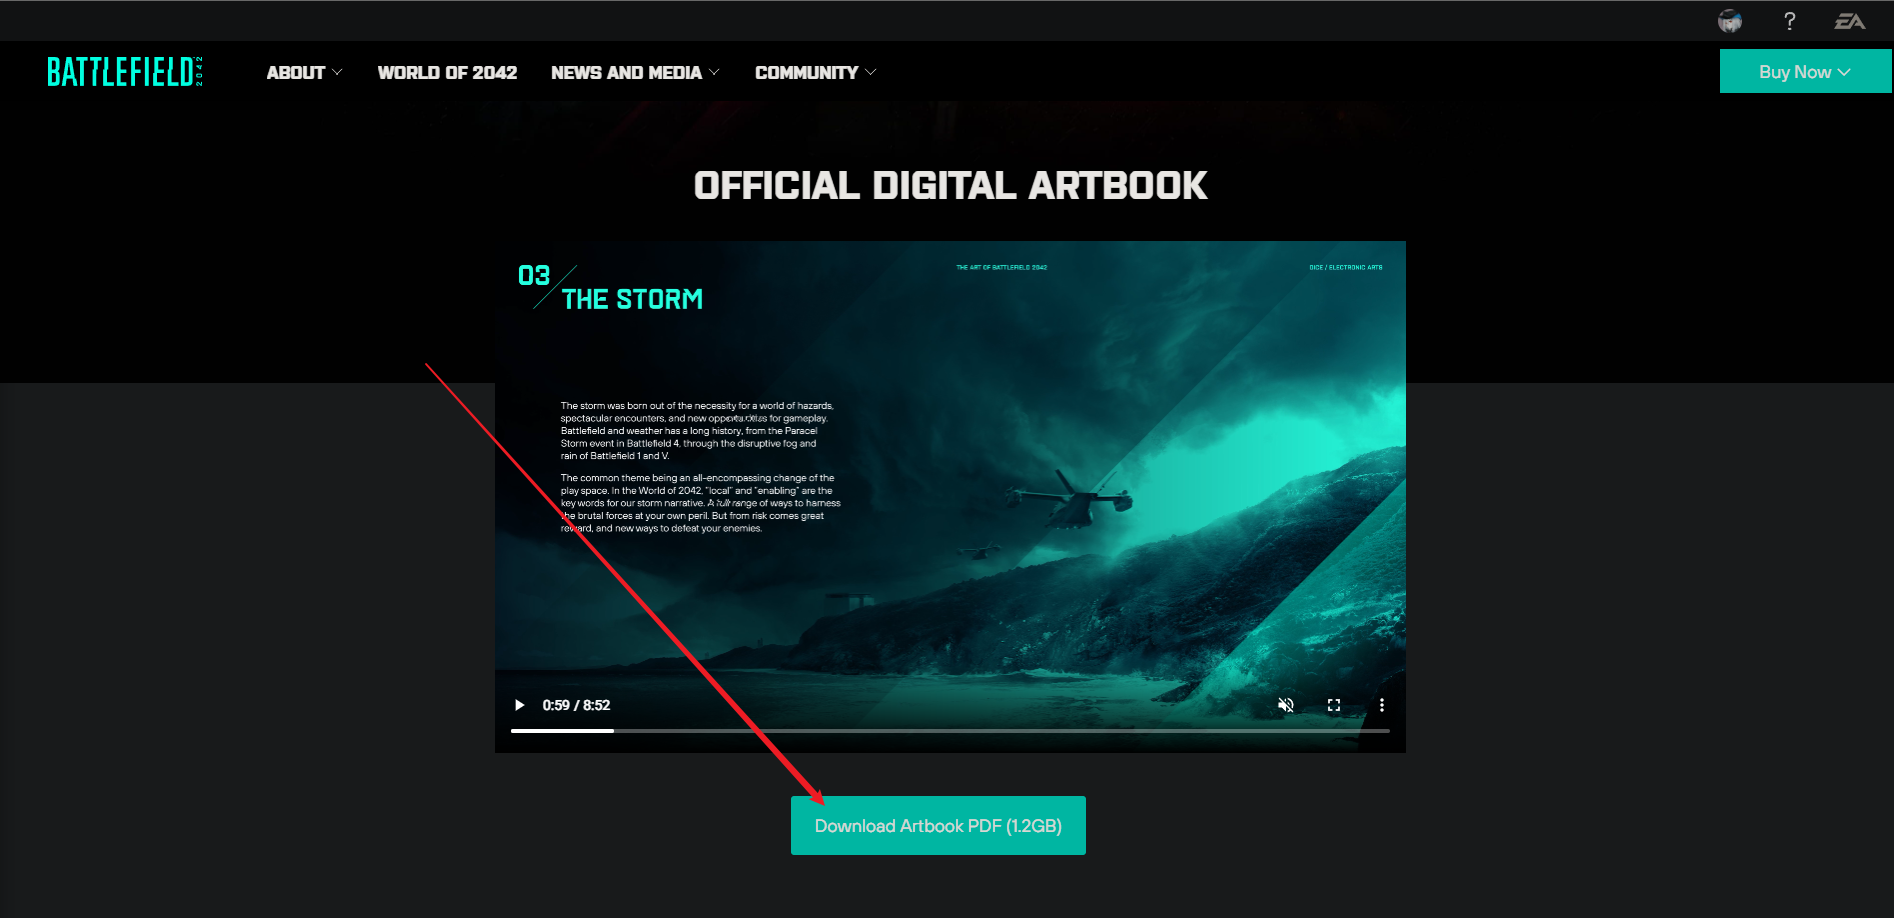 ?
EA
BATTLEFIELD 2042
ABOUT
WORLD OF 2042
NEWS AND MEDIA
COMMUNITY
Buy Now
OFFICIAL DIGITAL ARTBOOK
03
THE STORM
THE ART OF BATTLEFIELD 2042
DICE / ELECTRONIC ARTS
The storm was born out of the necessity for a world of hazards,
spectacular encounters, and new opportunities for gameplay.
Battlefield and weather has a long history, from the Paracel
Storm event in Battlefield 4, through the disruptive fog and
rain of Battlefield 1 and V.
The common theme being an all-encompassing change of the
play space. In the World of 2042, "local" and "enabling" are the
key words for our storm narrative. A full range of ways to harness
the brutal forces at your own peril. But from risk comes great
reward, and new ways to defeat your enemies.
0:59 / 8:52
Download Artbook PDF (1.2GB)